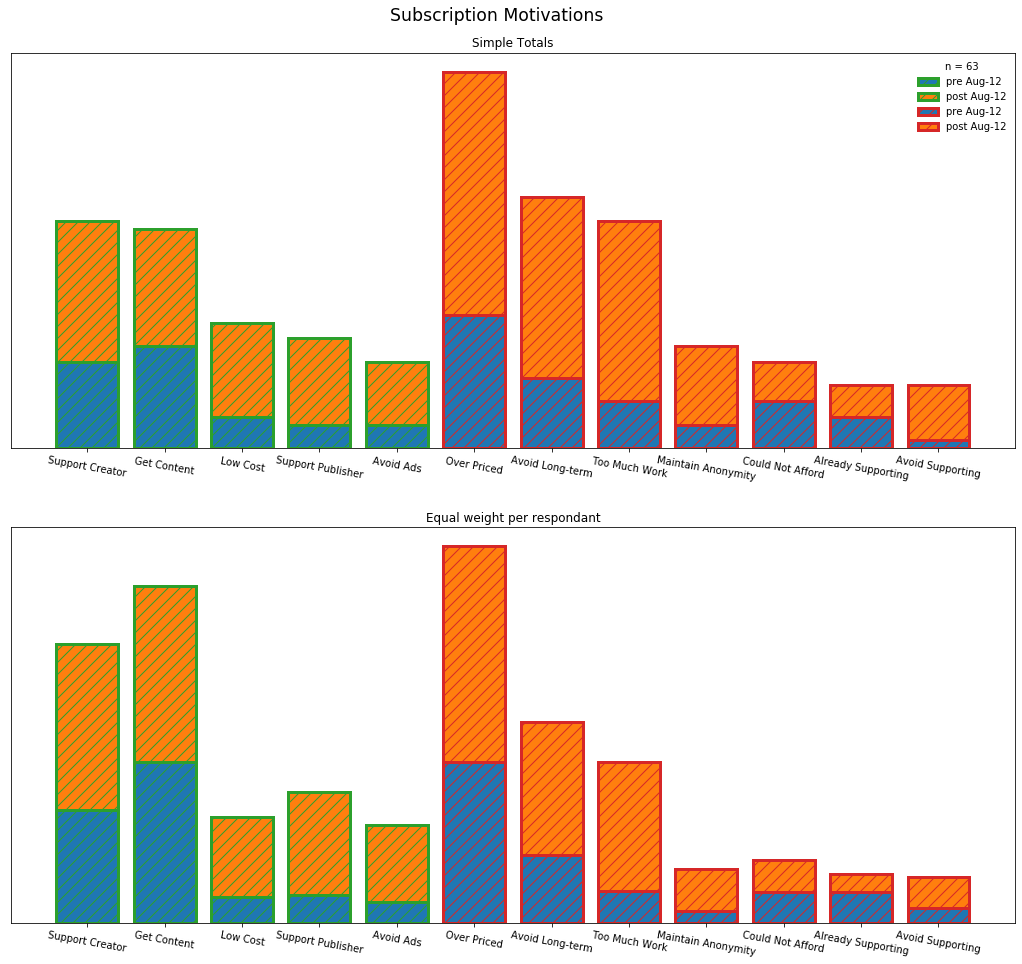 Subscription Motivations
Simple Totals
n = 63
pre Aug-12
post Aug-12
pre Aug-12
post Aug-12
Support Creator
Get Content
Low Cost
Support Publisher
Avoid Ads
Over Priced
Avoid Long-term
Too Much Work
Maintain Anonymity
Could Not Afford
Already Supporting
Avoid Supporting
Equal weight per respondant
Support Creator
Get Content
Low Cost
Support Publisher
Avoid Ads
Over Priced
Avoid Long-term
Too Much Work
Maintain Anonymity
Could Not Afford
Already Supporting
Avoid Supporting